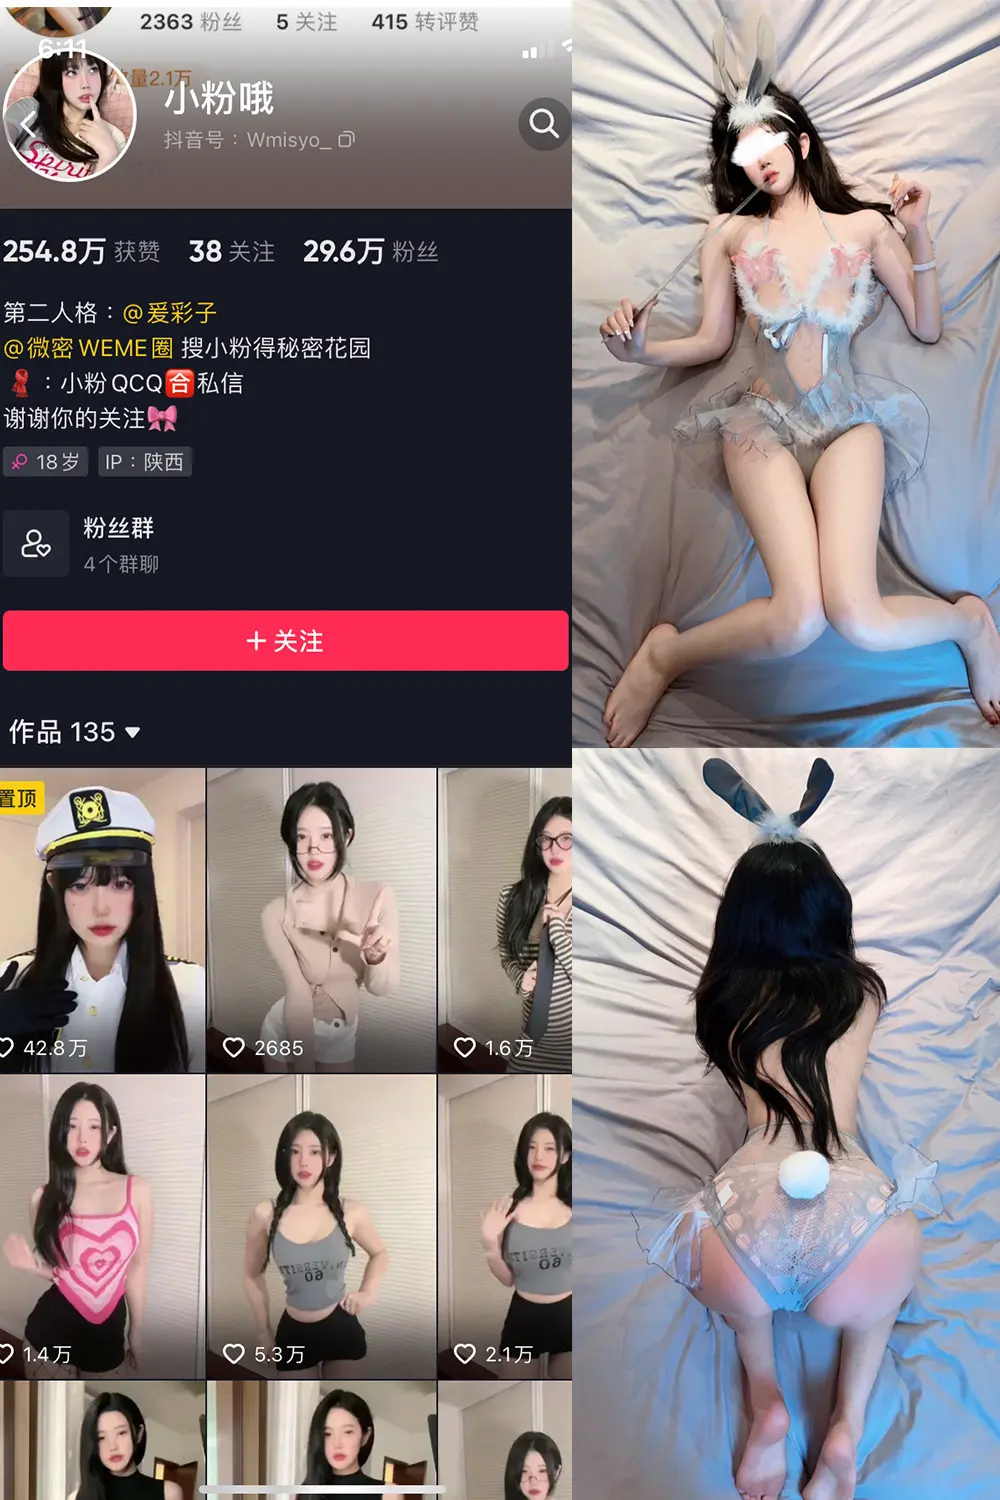 2363 粉丝 5 关注 415 转评赞
6:11
量2.1万
小粉哦
抖音号：Wmisyo_
Spirit
254.8万 获赞 38 关注 29.6万 粉丝
第二人格：@爰彩子
@微密WEME圈 搜小粉得秘密花园
：小粉QCQ合私信
谢谢你的关注
18岁 IP：陕西
粉丝群
4个群聊
+ 关注
作品 135
置顶
42.8万 2685 1.6万
1.4万 5.3万 2.1万